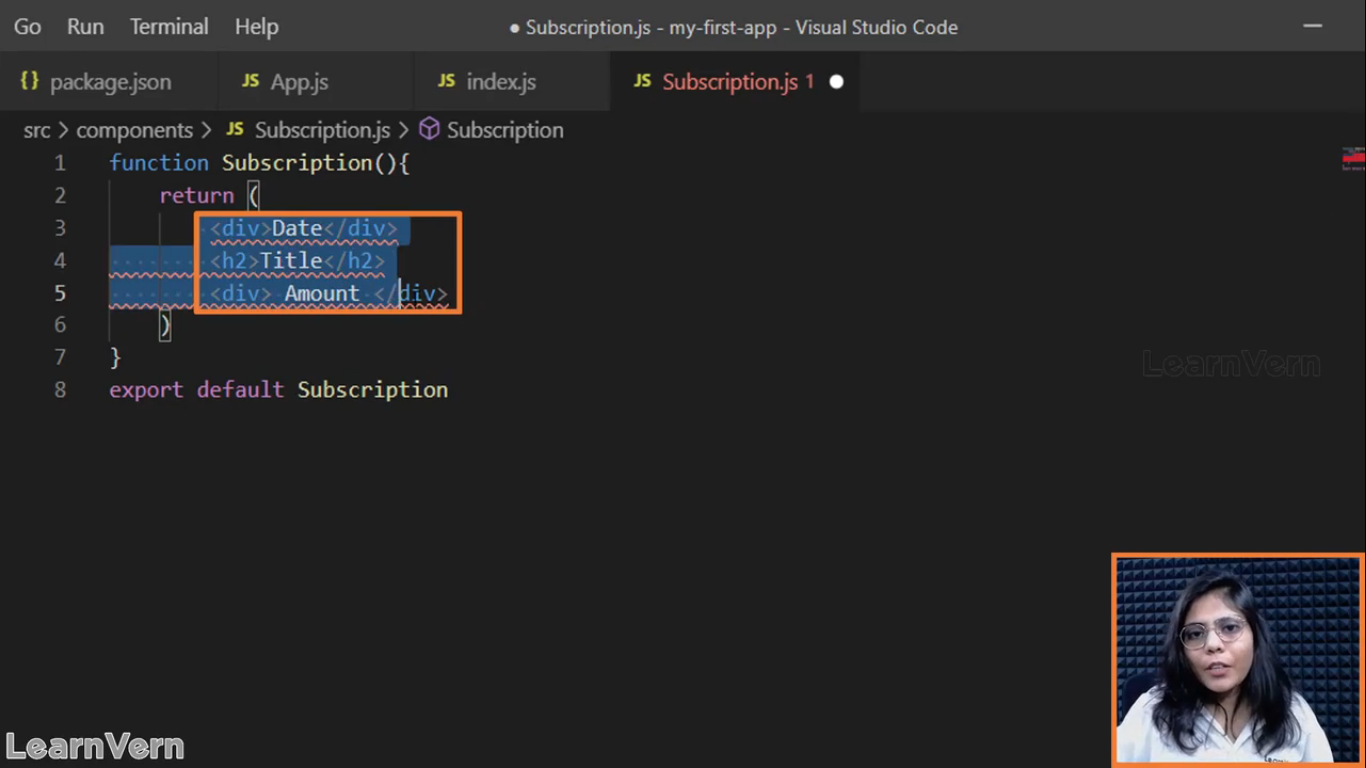 Go Run Terminal Help ● Subscription.js - my-first-app - Visual Studio Code
{} package.json JS App.js JS index.js JS Subscription.js 1 ●
src > components > JS Subscription.js > Subscription
1 function Subscription(){
2 return (
3 <div>Date</div>
4 <h2>Title</h2>
5 <div> Amount </div>
6 )
7 }
8 export default Subscription
LearnVern
LearnVern